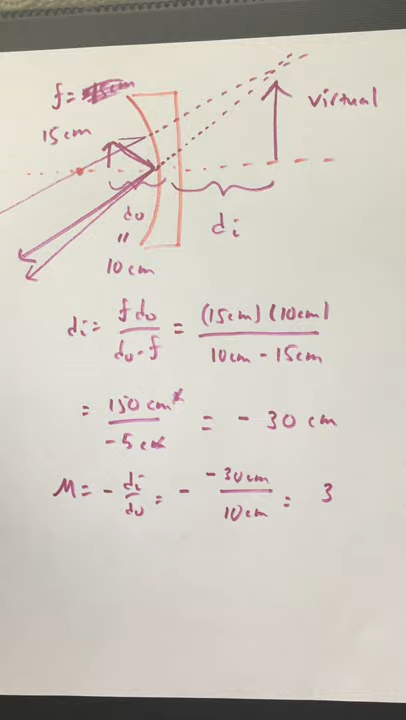 f = 15cm
15cm
virtual
do
"
10cm
di
di = f do / do - f = (15cm) (10cm) / 10cm - 15cm
= 150 cm² / -5 cm = - 30 cm
M = - di / do = - -30cm / 10cm = 3